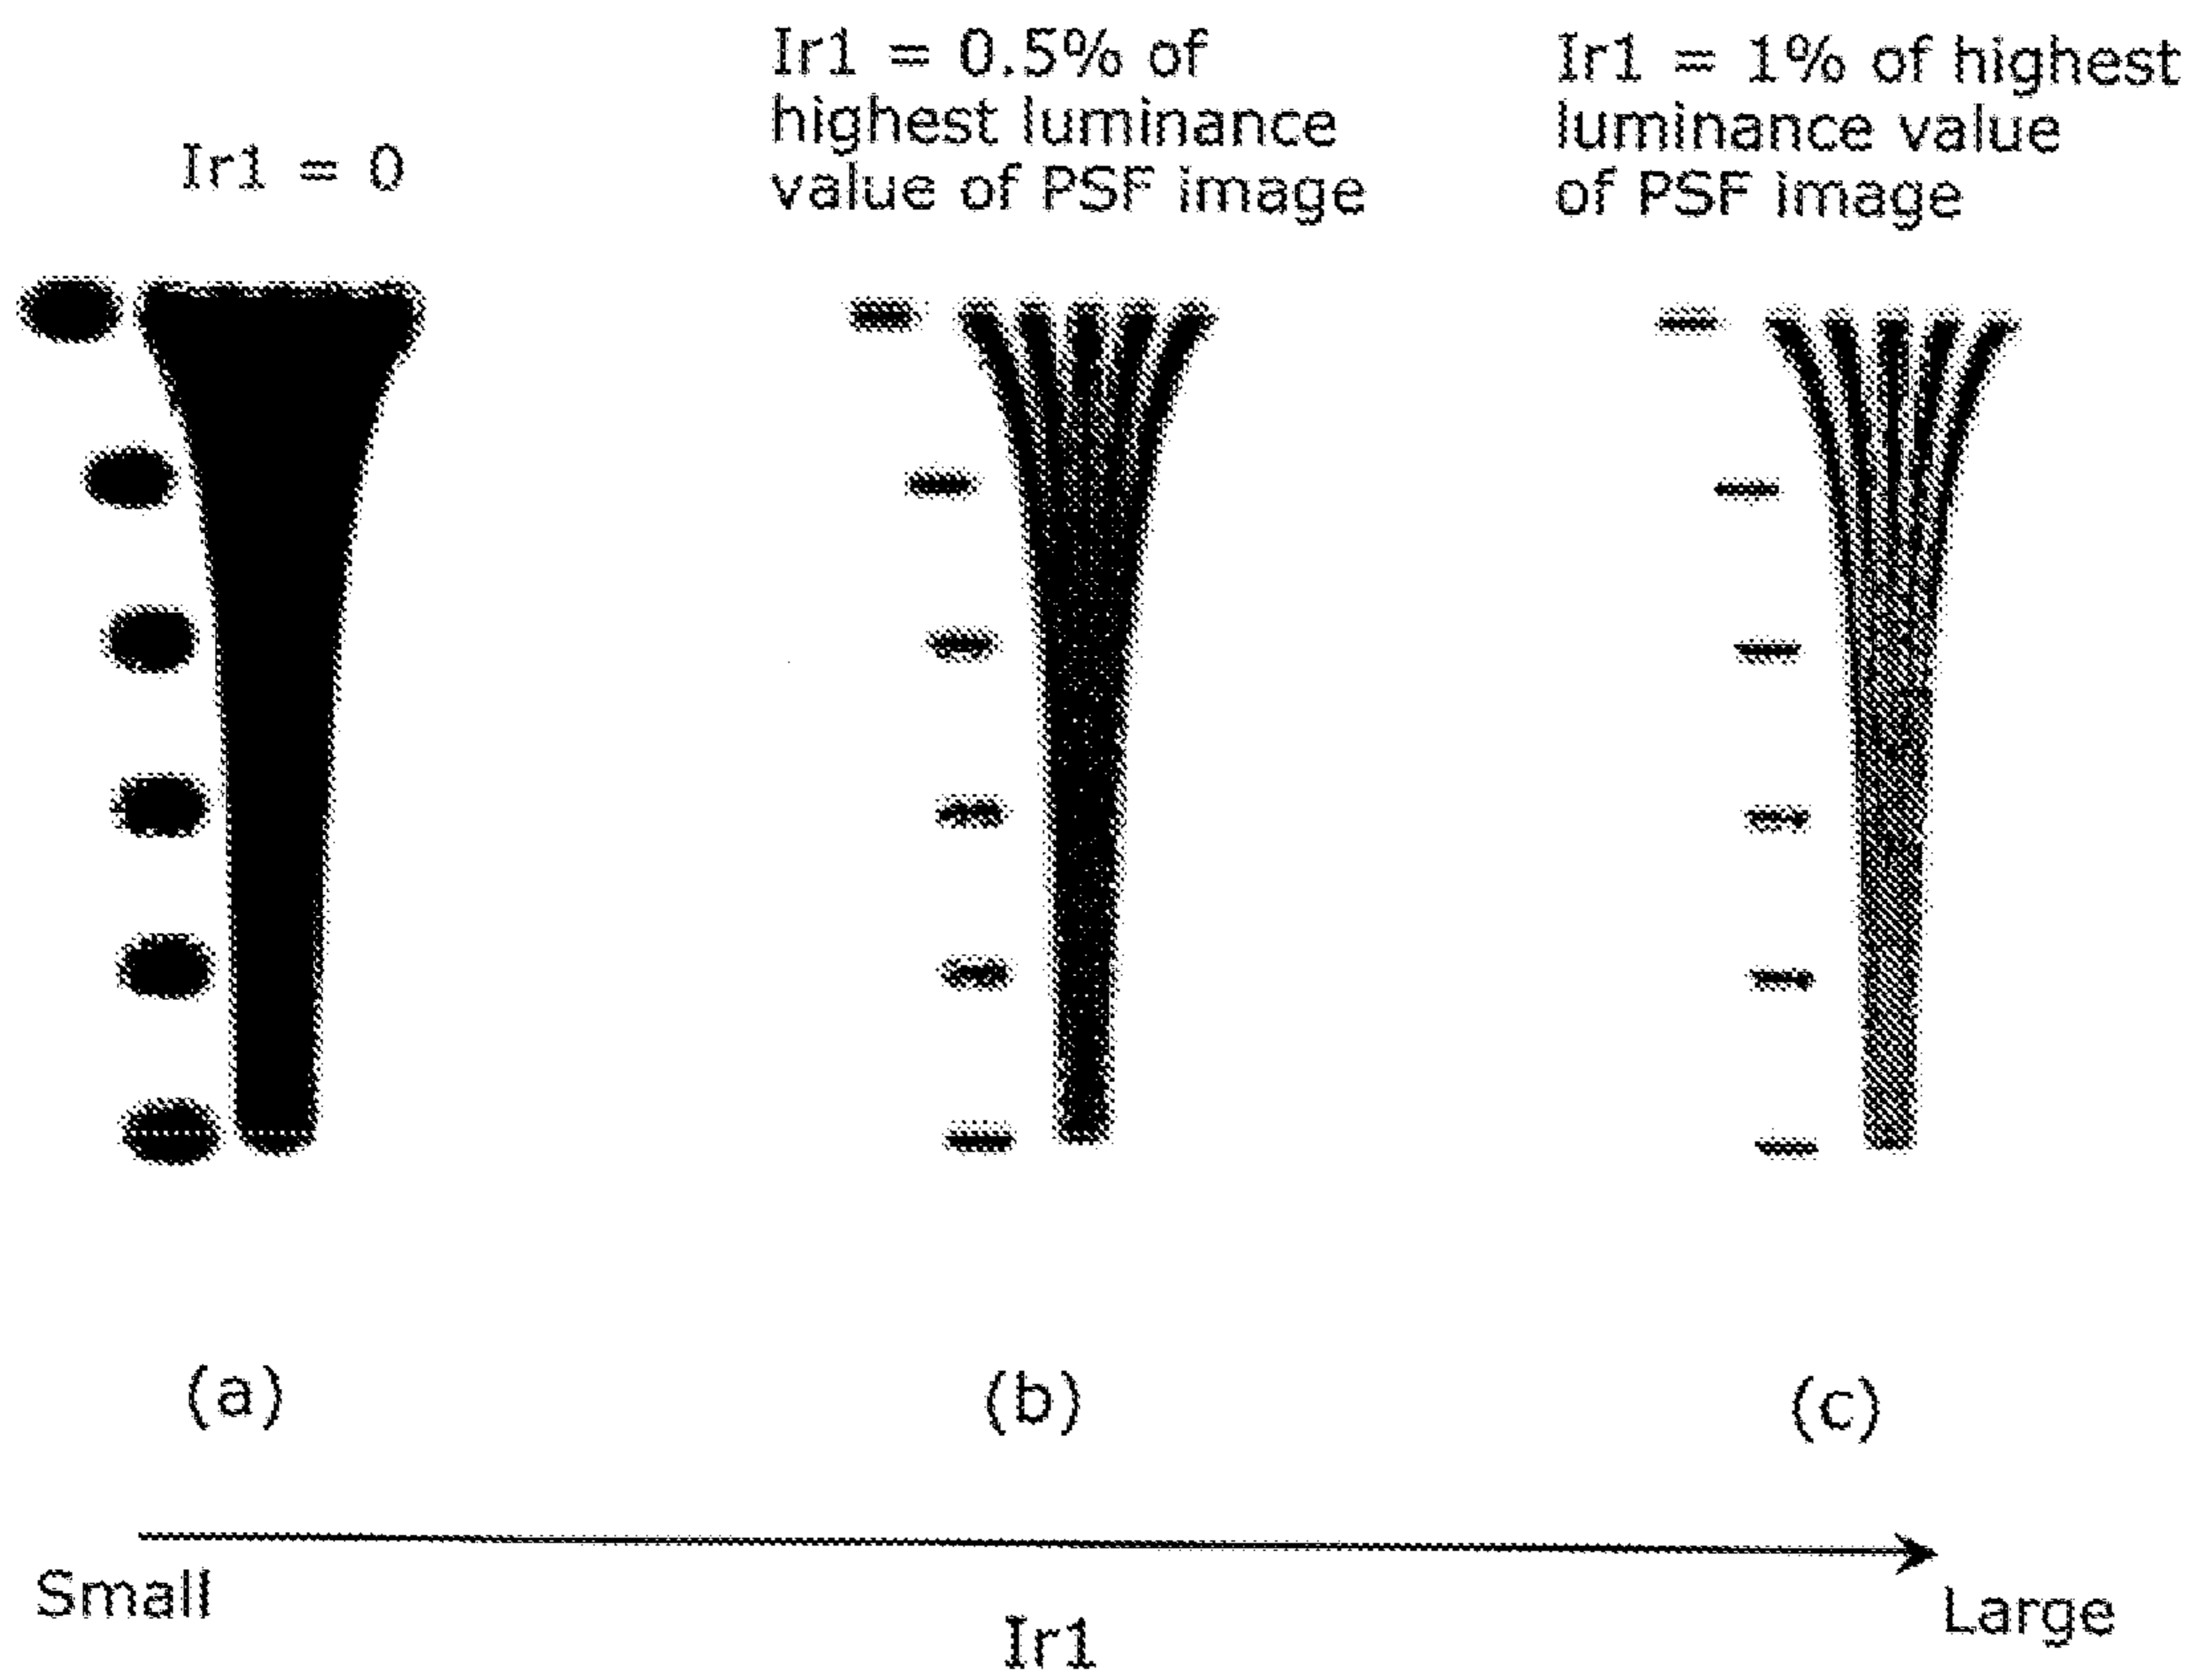 Ir1 = 0
Ir1 = 0.5% of
highest luminance
value of PSF image
Ir1 = 1% of highest
luminance value
of PSF image
(a)
(b)
(c)
Small
Ir1
Large